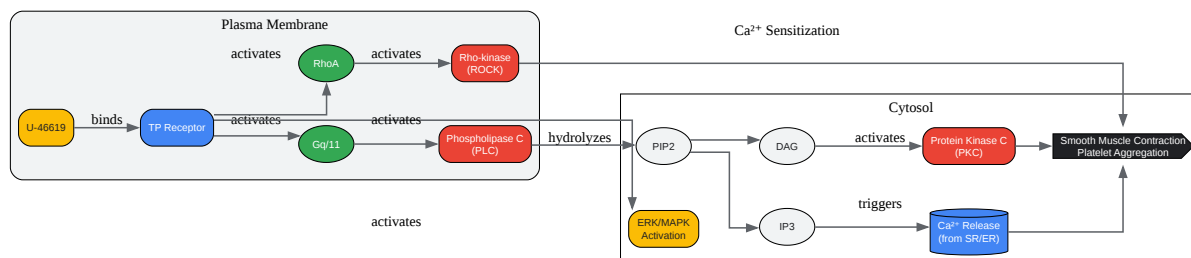 Plasma Membrane
Ca²⁺ Sensitization
activates
activates
RhoA
Rho-kinase
(ROCK)
Cytosol
U-46619
binds
TP Receptor
activates
Gq/11
activates
Phospholipase C
(PLC)
hydrolyzes
PIP2
DAG
activates
Protein Kinase C
(PKC)
Smooth Muscle Contraction
Platelet Aggregation
activates
ERK/MAPK
Activation
IP3
triggers
Ca²⁺ Release
(from SR/ER)